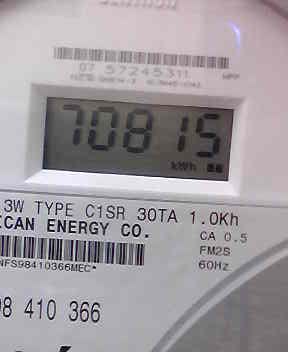 07 57245311
70815
kWh
3W TYPE C1SR 30TA 1.0Kh
ECAN ENERGY CO.
CA 0.5
FM2S
60Hz
NFS98410366MEC*
98 410 366